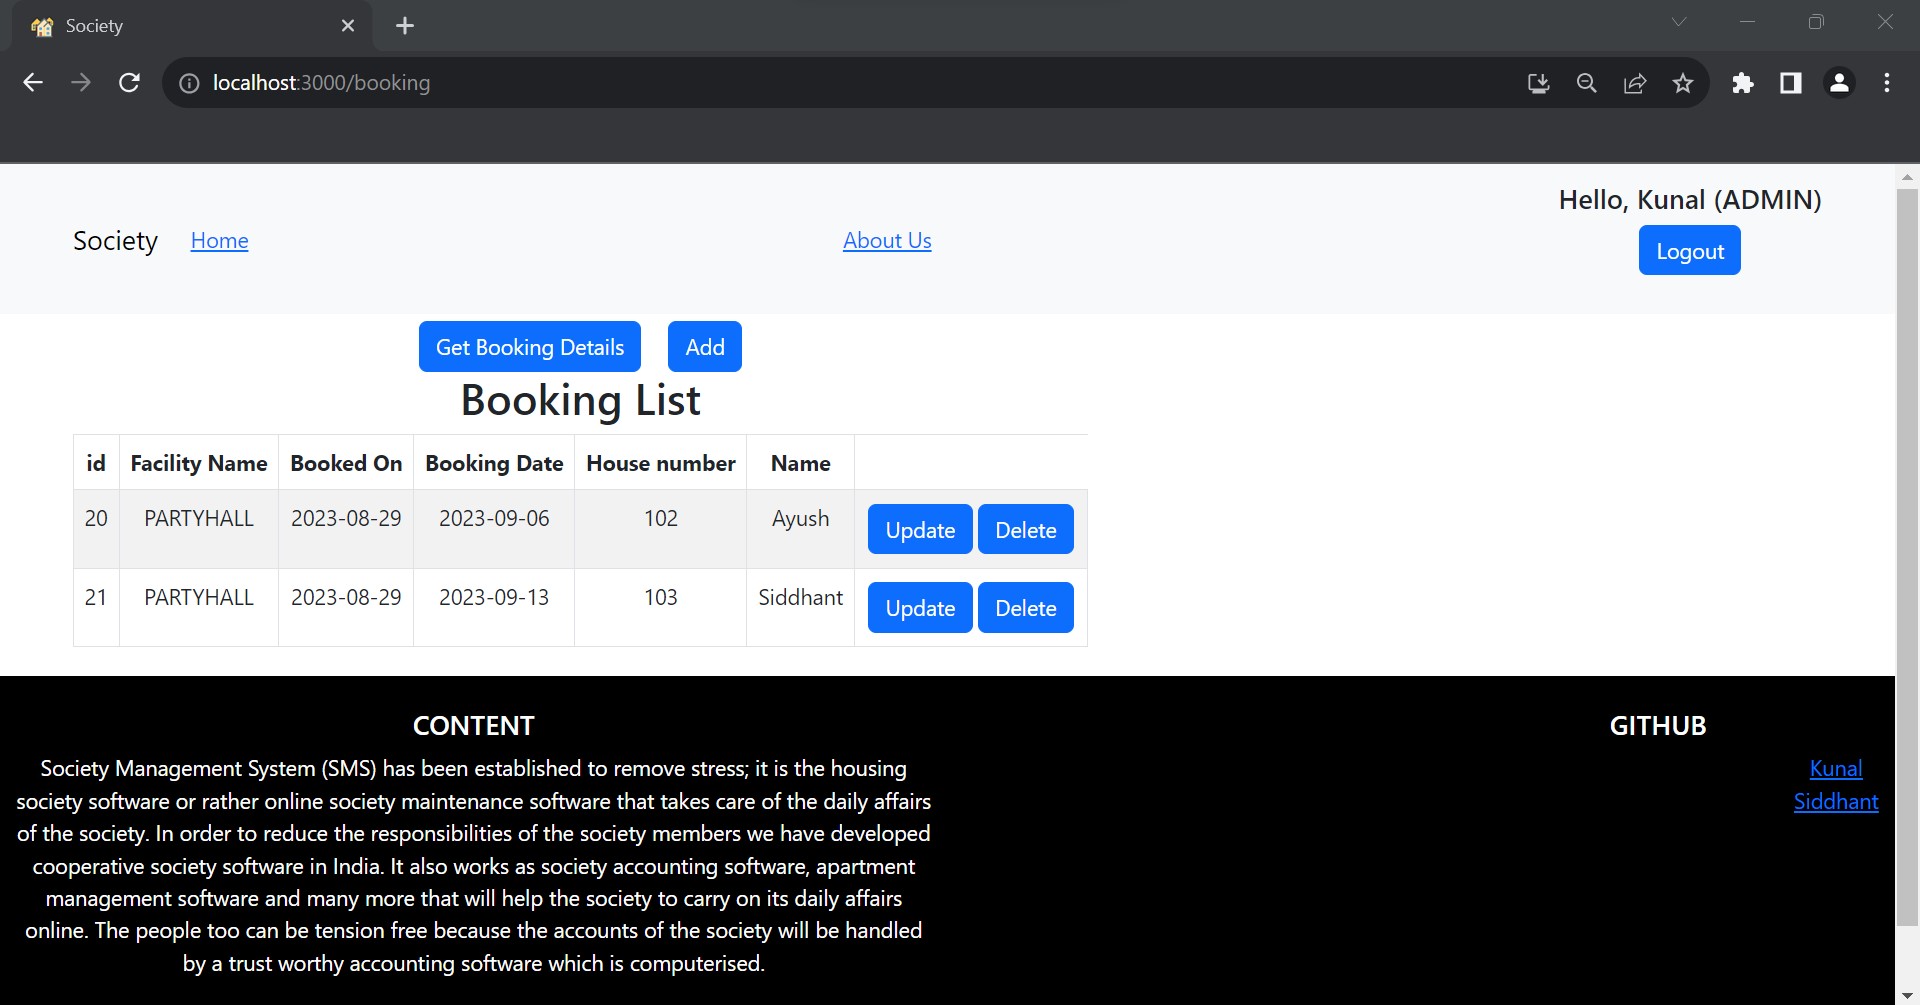 Society
localhost:3000/booking
Hello, Kunal (ADMIN)
Society Home About Us
Logout
Get Booking Details Add
Booking List
id Facility Name Booked On Booking Date House number Name
20 PARTYHALL 2023-08-29 2023-09-06 102 Ayush Update Delete
21 PARTYHALL 2023-08-29 2023-09-13 103 Siddhant Update Delete
CONTENT
Society Management System (SMS) has been established to remove stress; it is the housing
society software or rather online society maintenance software that takes care of the daily affairs
of the society. In order to reduce the responsibilities of the society members we have developed
cooperative society software in India. It also works as society accounting software, apartment
management software and many more that will help the society to carry on its daily affairs
online. The people too can be tension free because the accounts of the society will be handled
by a trust worthy accounting software which is computerised.
GITHUB
Kunal
Siddhant